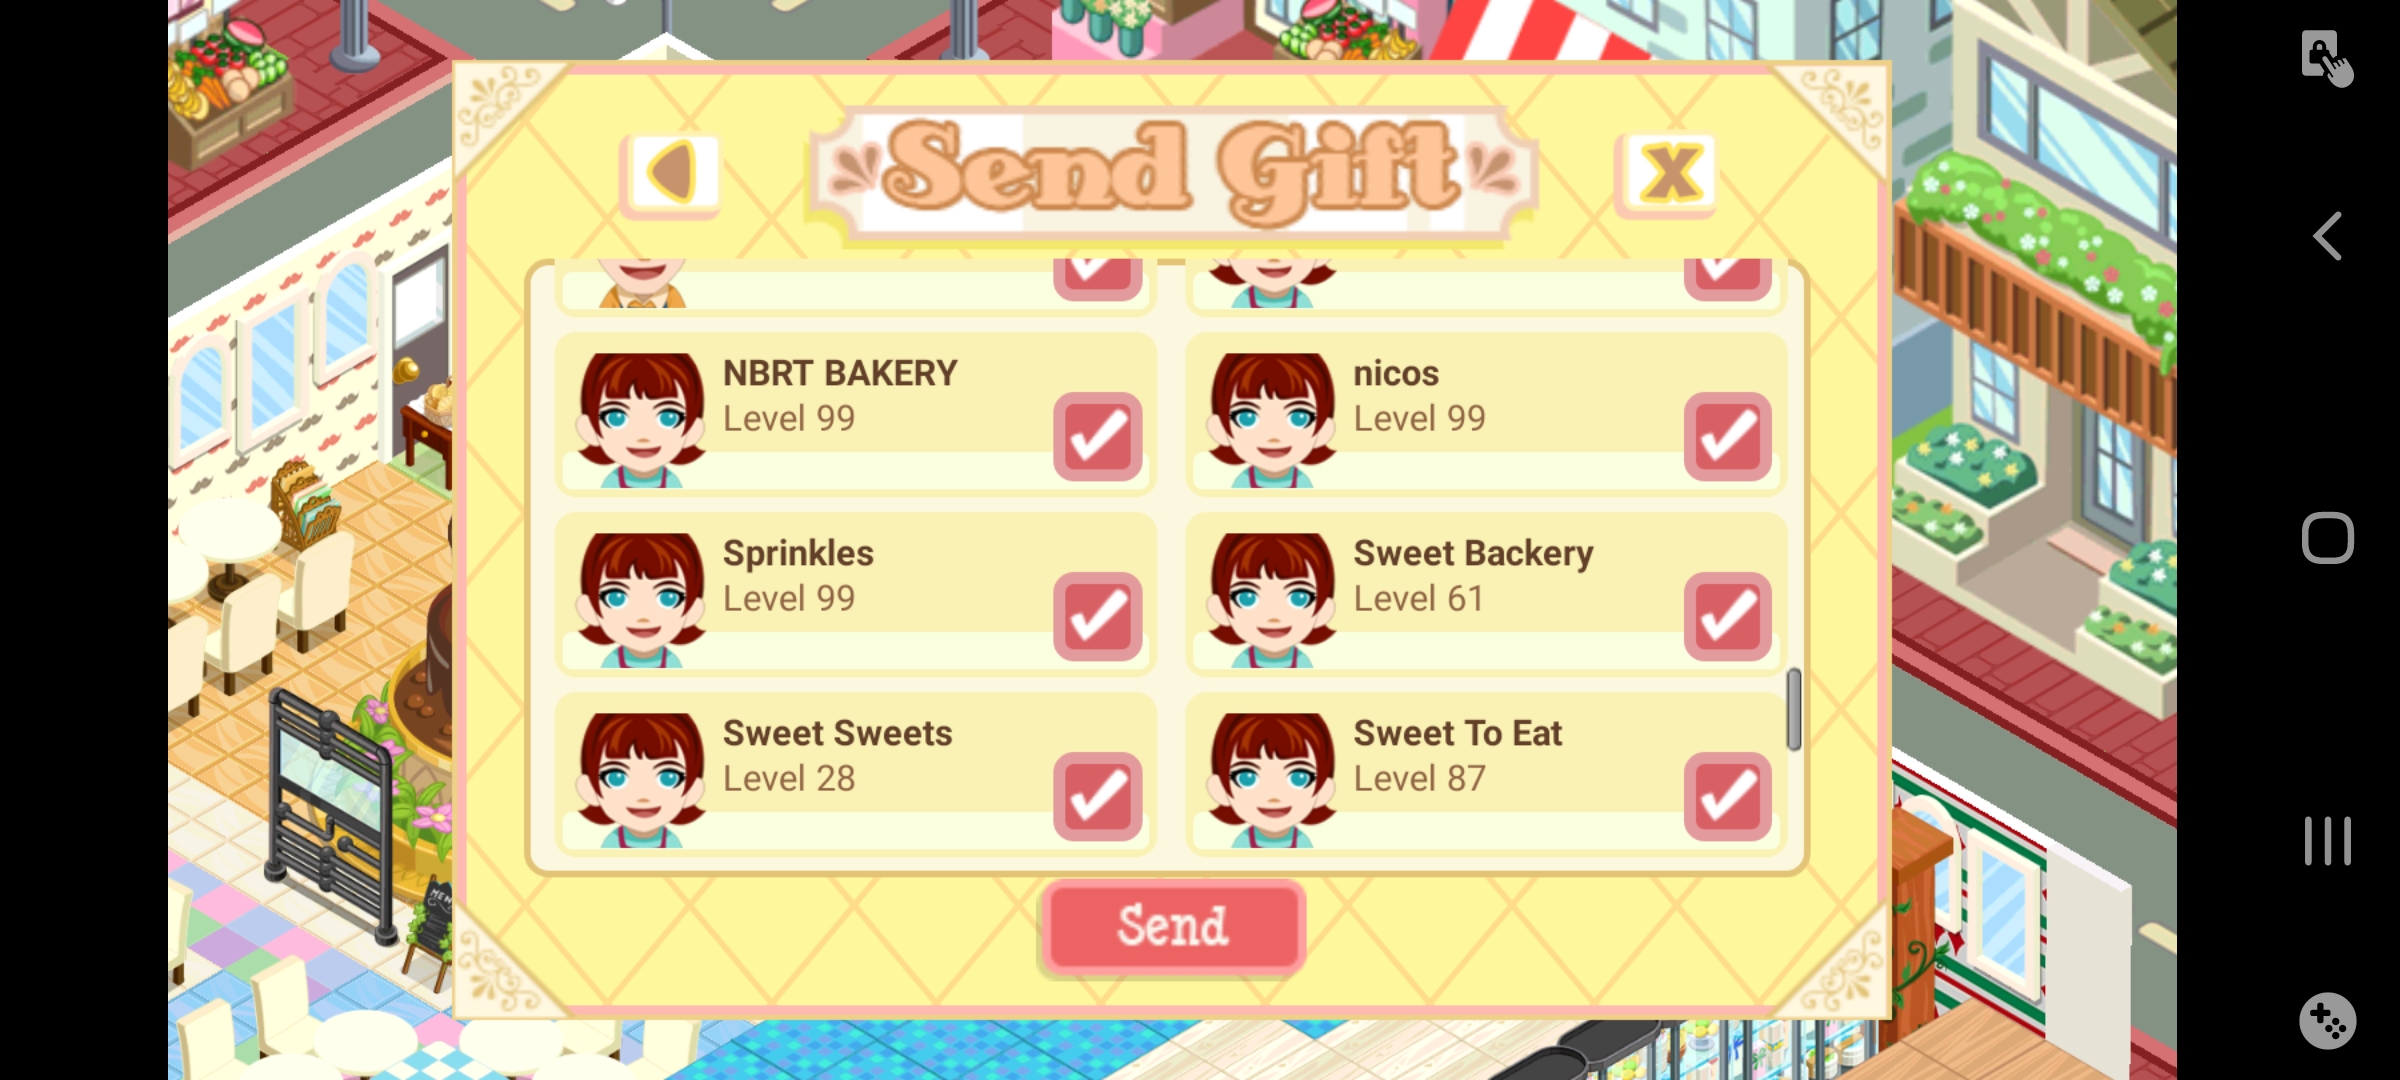 Send Gift
X
NBRT BAKERY
Level 99
nicos
Level 99
Sprinkles
Level 99
Sweet Backery
Level 61
Sweet Sweets
Level 28
Sweet To Eat
Level 87
MEN
Send